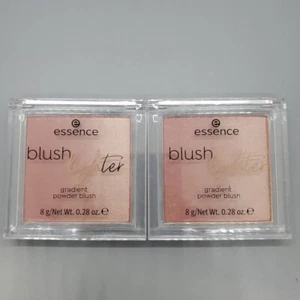 essence
blush
lighter
gradient
powder blush
8 g/Net Wt. 0.28 oz. e
essence
blush
lighter
gradient
powder blush
8 g/Net Wt. 0.28 oz. e